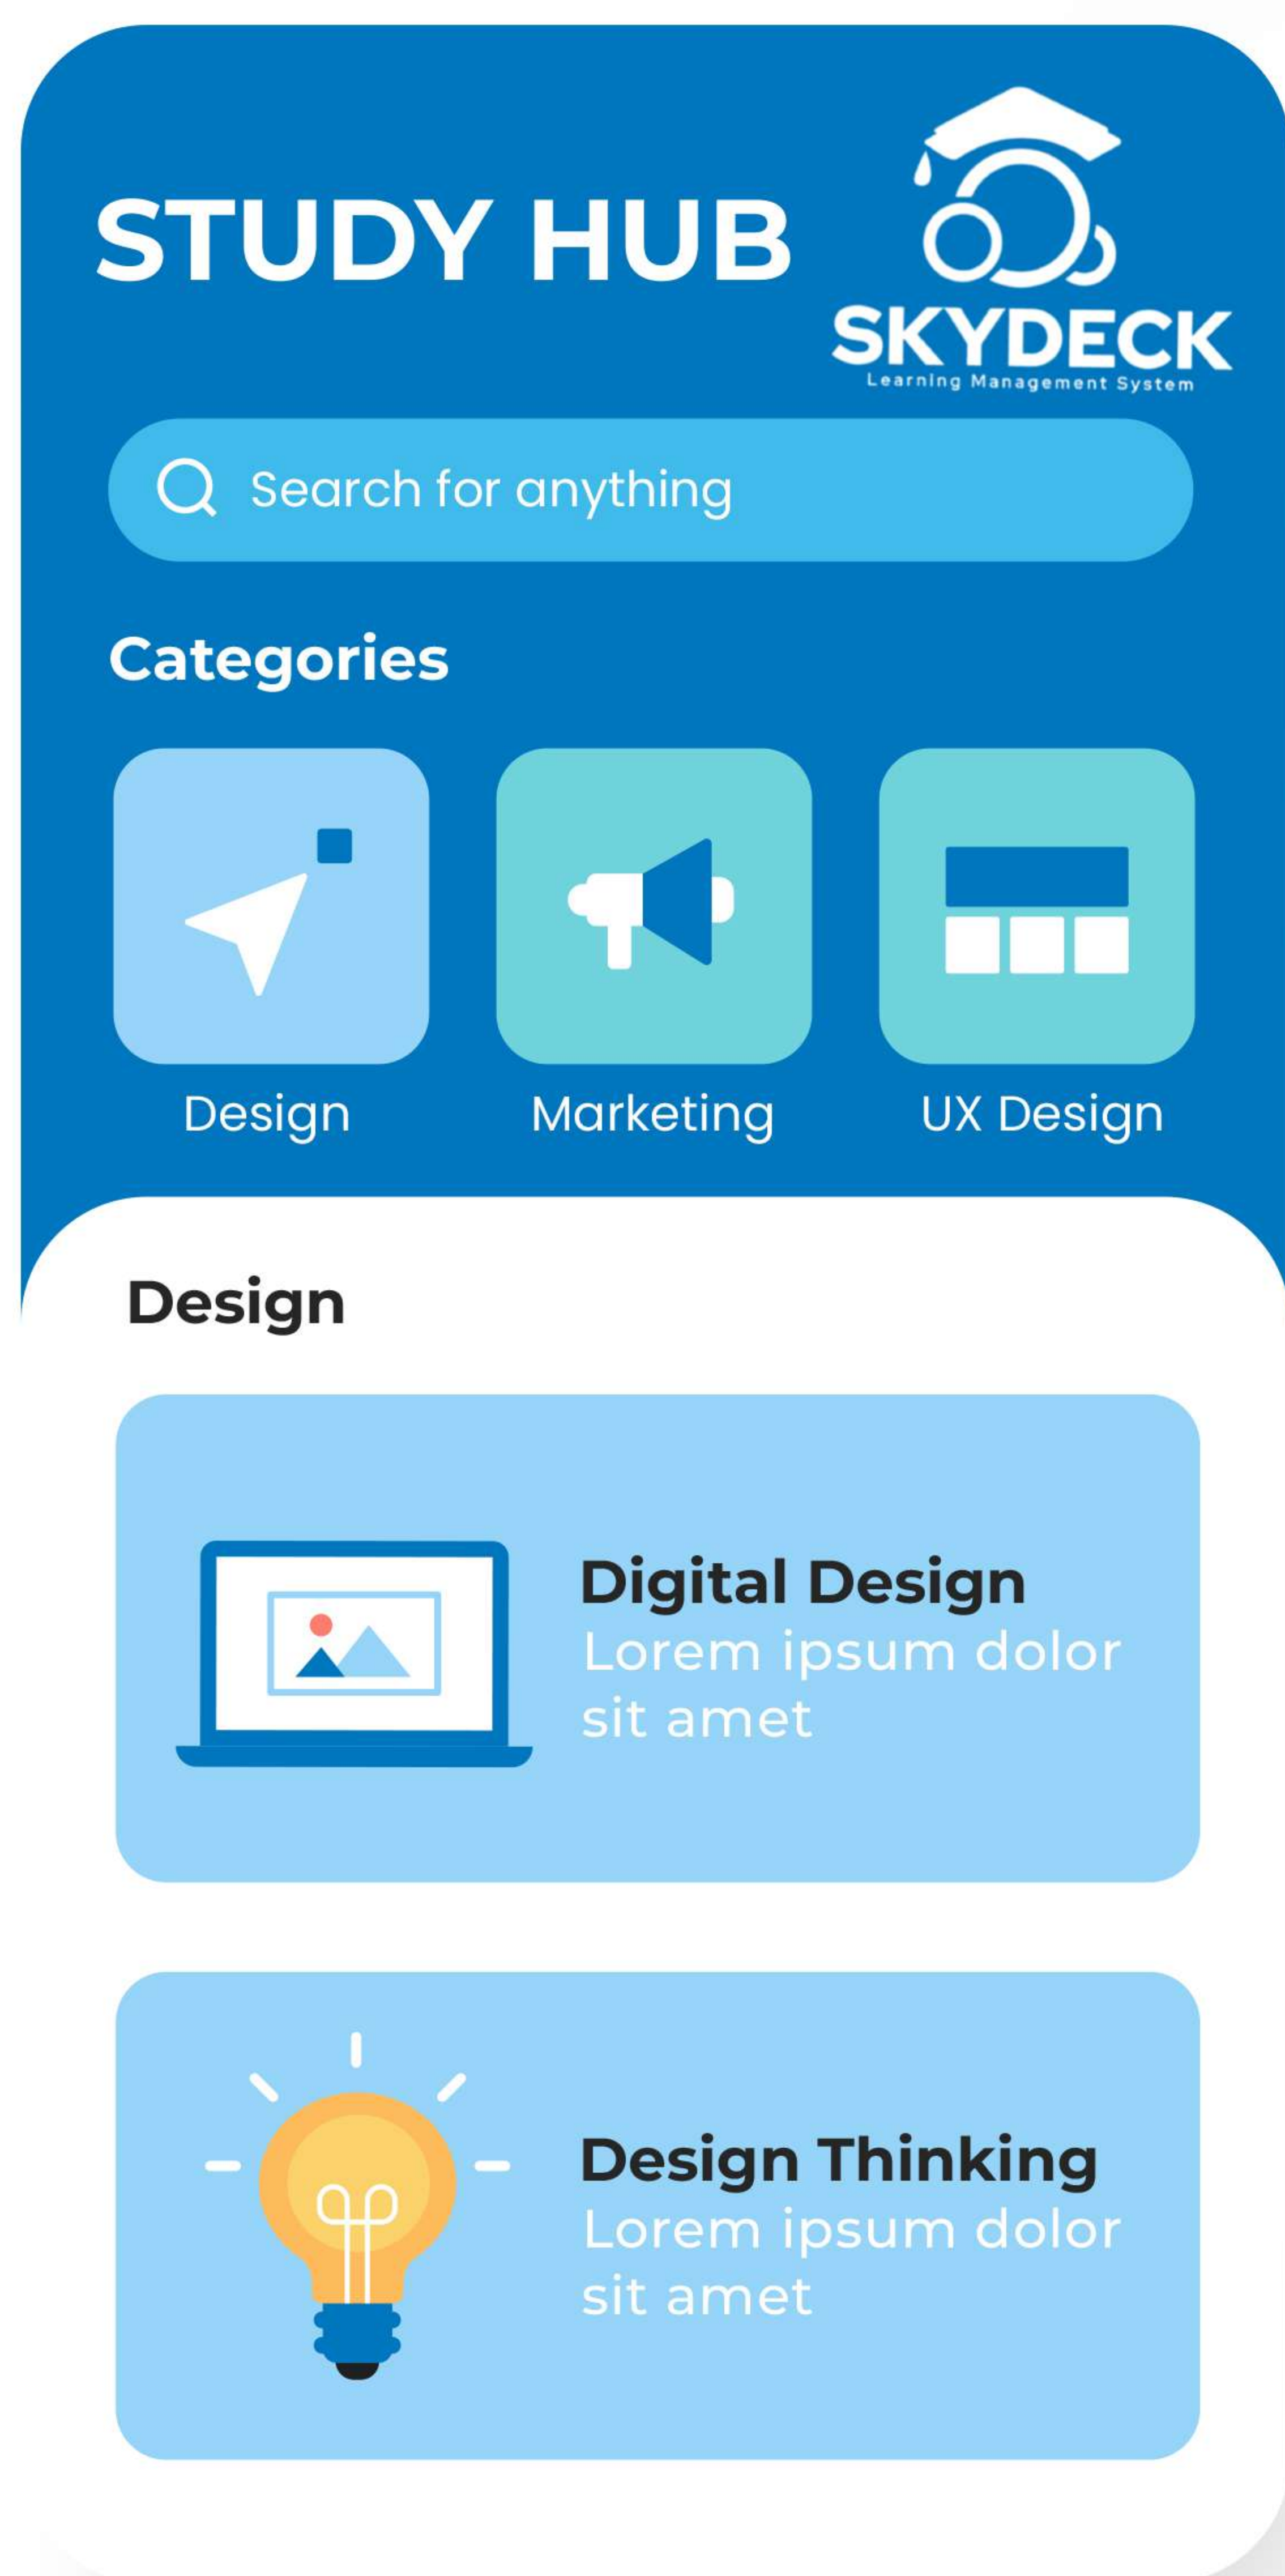 STUDY HUB
SKYDECK
Learning Management System
Search for anything
Categories
Design
Marketing
UX Design
Design
Digital Design
Lorem ipsum dolor
sit amet
Design Thinking
Lorem ipsum dolor
sit amet